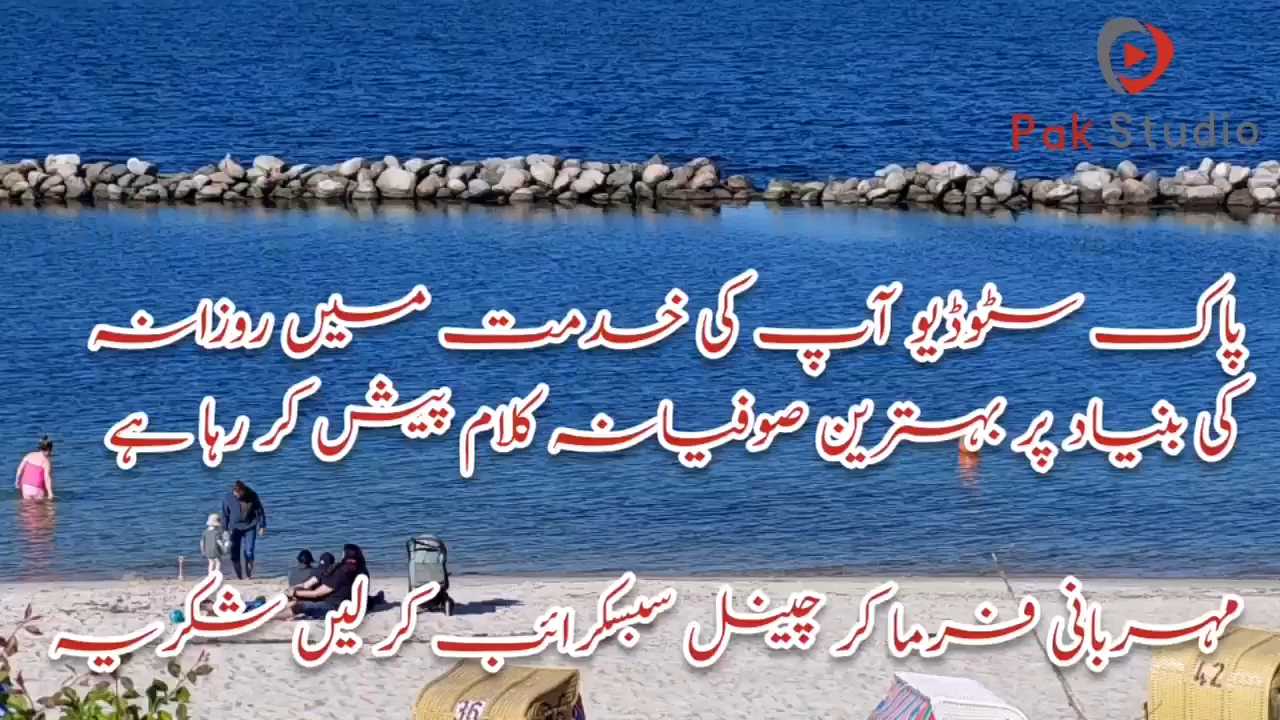 Pak Studio
پاک سٹوڈیو آپ کی خدمت میں روزانہ
کی بنیاد پر بہترین صوفیانہ کلام پیش کر رہا ہے
مہربانی فرما کر چینل سبسکرائب کر لیں شکریہ
42
36